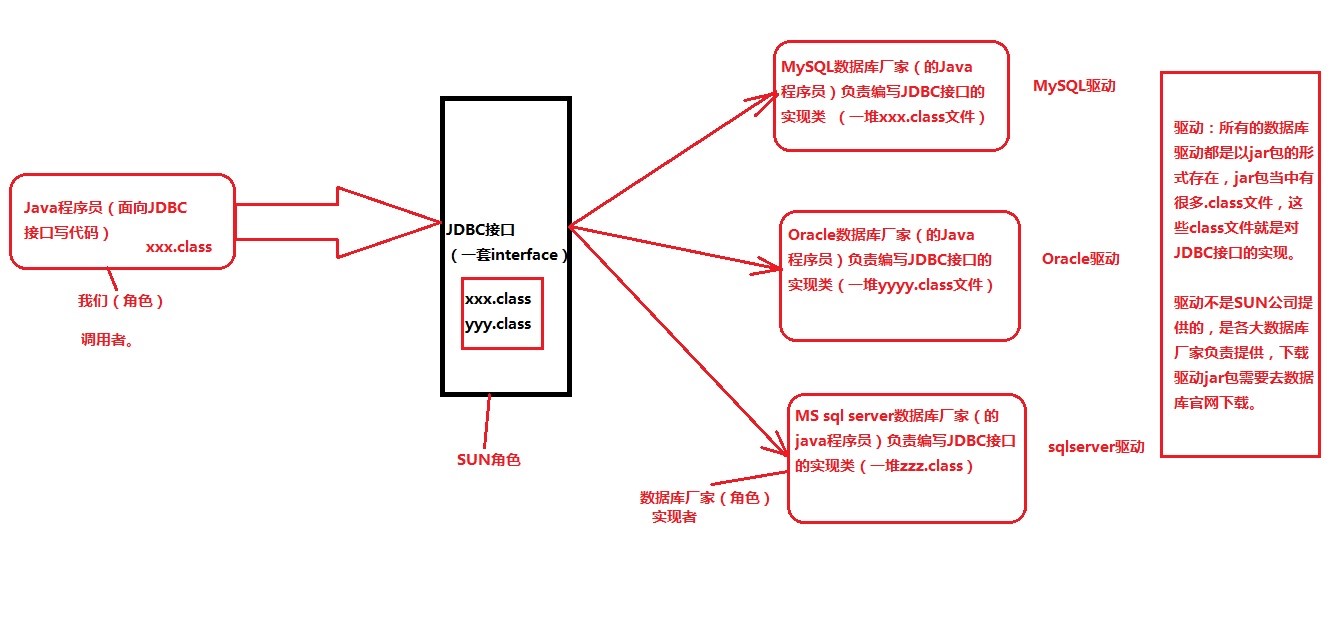 Java程序员（面向JDBC
接口写代码）
xxx.class
我们（角色）
调用者。
JDBC接口
（一套interface）
xxx.class
yyy.class
SUN角色
MySQL数据库厂家（的Java
程序员）负责编写JDBC接口的
实现类 （一堆xxx.class文件）
MySQL驱动
Oracle数据库厂家（的Java
程序员）负责编写JDBC接口的
实现类（一堆yyyy.class文件）
Oracle驱动
MS sql server数据库厂家（的
java程序员）负责编写JDBC接口
的实现类（一堆zzz.class）
sqlserver驱动
数据库厂家（角色）
实现者
驱动：所有的数据库
驱动都是以jar包的形
式存在，jar包当中有
很多.class文件，这
些class文件就是对
JDBC接口的实现。
驱动不是SUN公司提
供的，是各大数据库
厂家负责提供，下载
驱动jar包需要去数据
库官网下载。